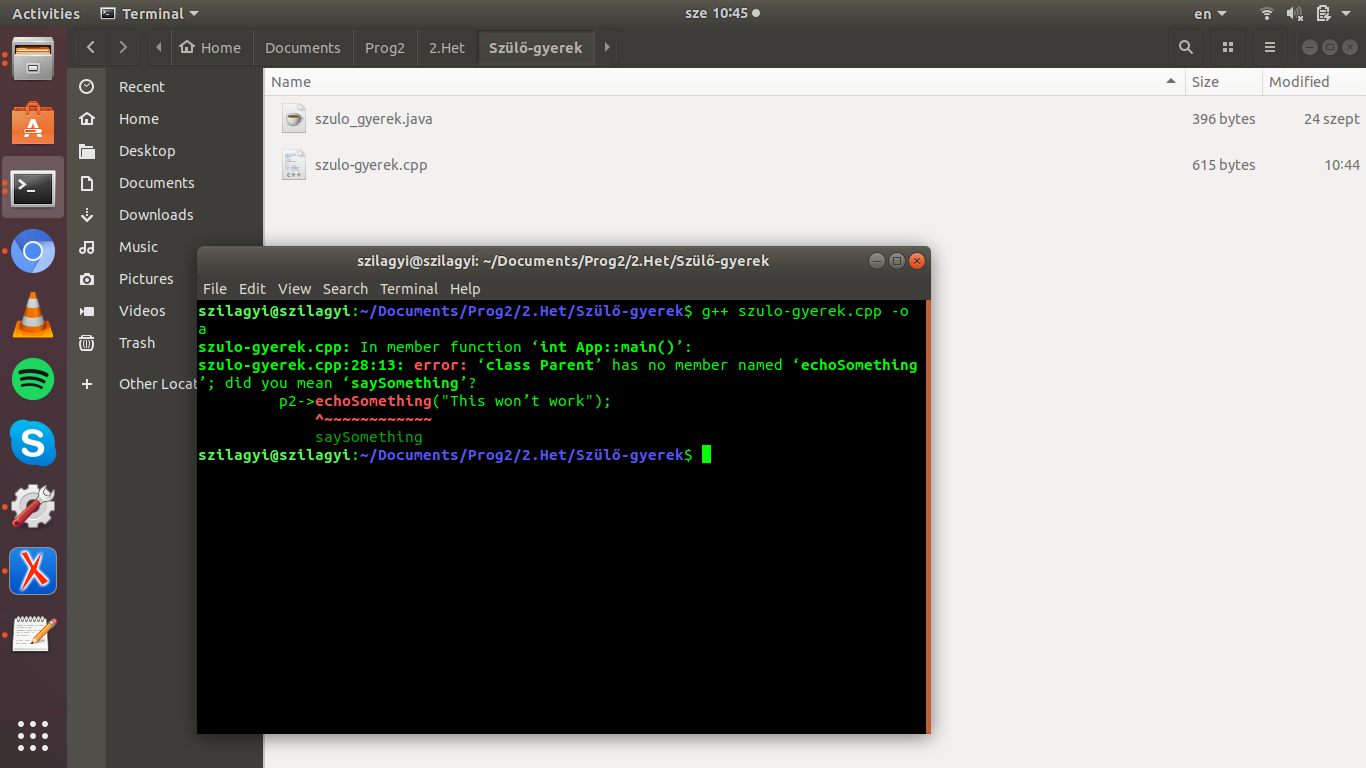 Activities Terminal sze 10:45 en
Home Documents Prog2 2.Het Szülő-gyerek
Name Size Modified
Recent
Home
Desktop
Documents
Downloads
Music
Pictures
Videos
Trash
Other Locat
szulo_gyerek.java 396 bytes 24 szept
szulo-gyerek.cpp 615 bytes 10:44
szilagyi@szilagyi: ~/Documents/Prog2/2.Het/Szülő-gyerek
File Edit View Search Terminal Help
szilagyi@szilagyi:~/Documents/Prog2/2.Het/Szülő-gyerek$ g++ szulo-gyerek.cpp -o
a
szulo-gyerek.cpp: In member function ‘int App::main()’:
szulo-gyerek.cpp:28:13: error: ‘class Parent’ has no member named ‘echoSomething
’; did you mean ‘saySomething’?
p2->echoSomething("This won’t work");
^~~~~~~~~~~~~
saySomething
szilagyi@szilagyi:~/Documents/Prog2/2.Het/Szülő-gyerek$